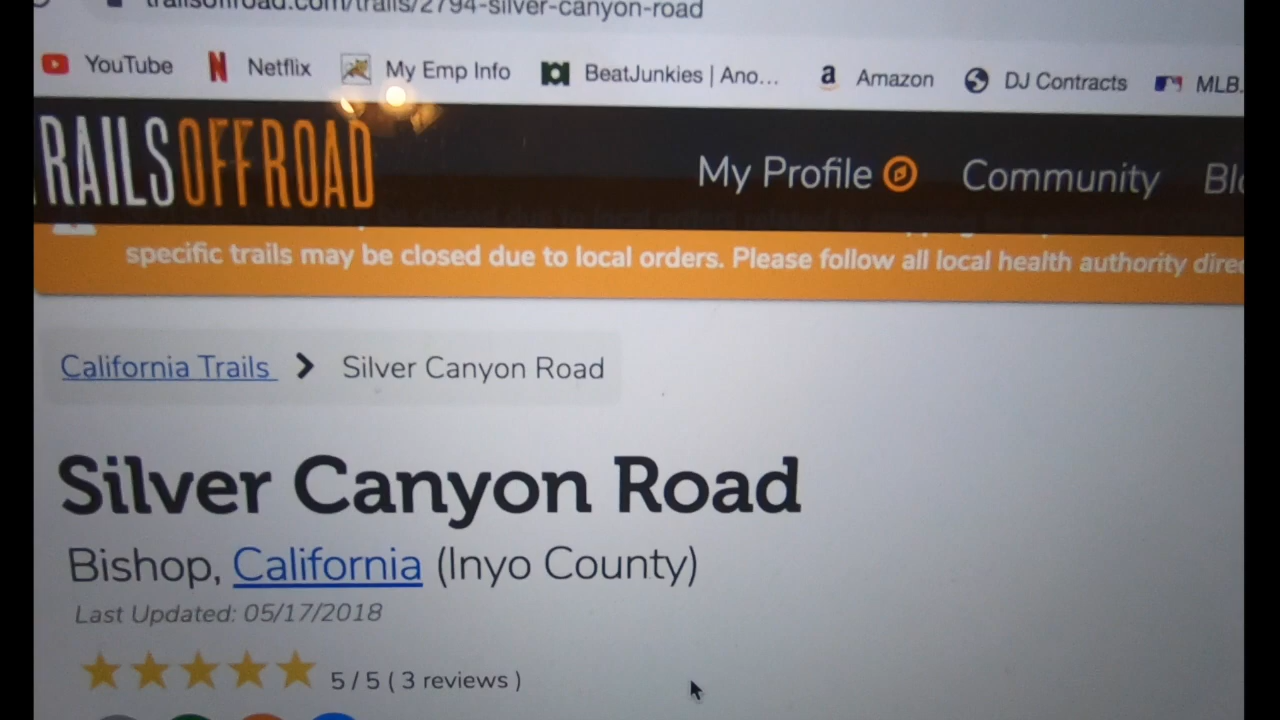 trailsoffroad.com/trails/2794-silver-canyon-road
YouTube Netflix My Emp Info BeatJunkies | Ano... Amazon DJ Contracts MLB.
RAILSOFFROAD My Profile Community Blo
specific trails may be closed due to local orders. Please follow all local health authority direc
California Trails > Silver Canyon Road
Silver Canyon Road
Bishop, California (Inyo County)
Last Updated: 05/17/2018
5 / 5 ( 3 reviews )